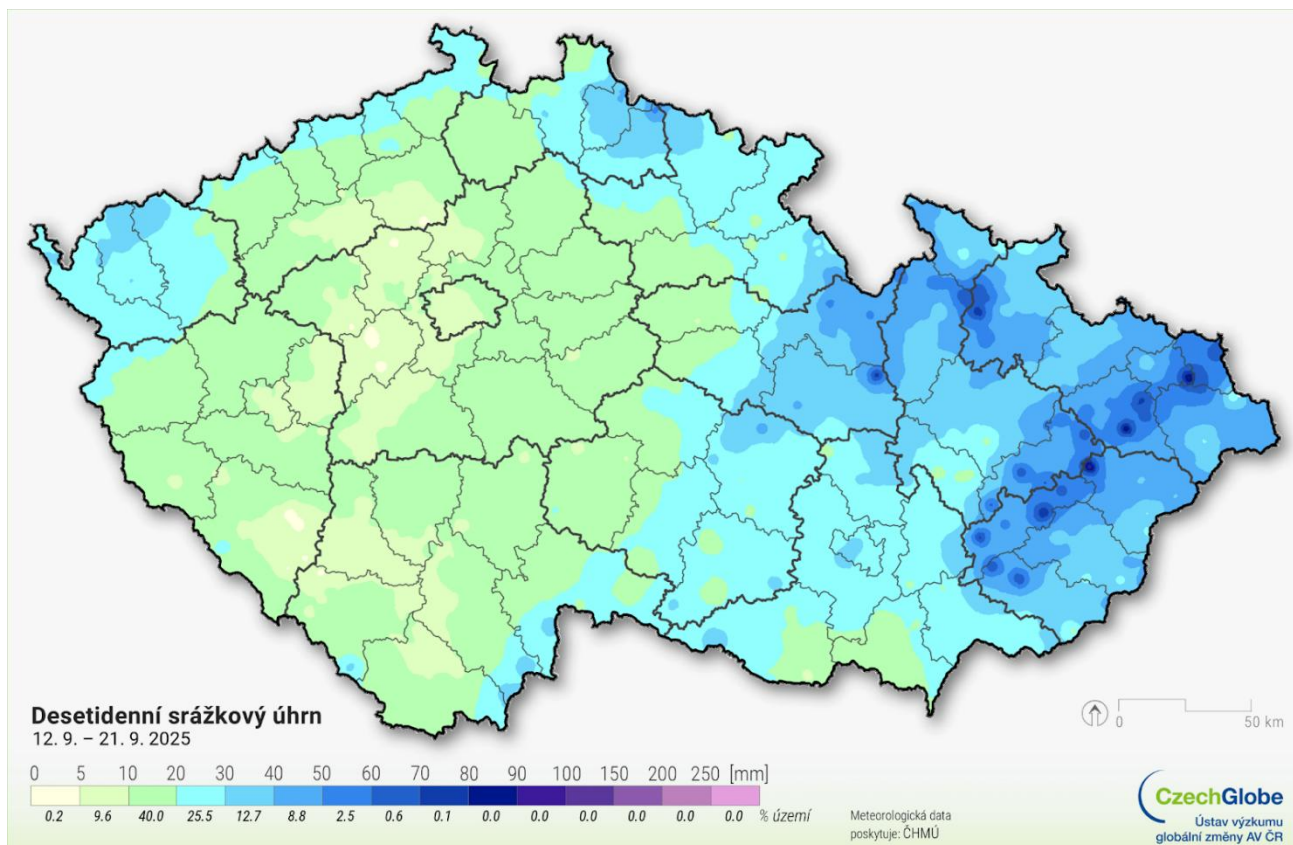 Desetidenní srážkový úhrn
12. 9. – 21. 9. 2025
0 5 10 20 30 40 50 60 70 80 90 100 150 200 250 [mm]
0.2 9.6 40.0 25.5 12.7 8.8 2.5 0.6 0.1 0.0 0.0 0.0 0.0 0.0 0.0 % území
Meteorologická data
poskytuje: ČHMÚ
0 50 km
CzechGlobe
Ústav výzkumu
globální změny AV ČR